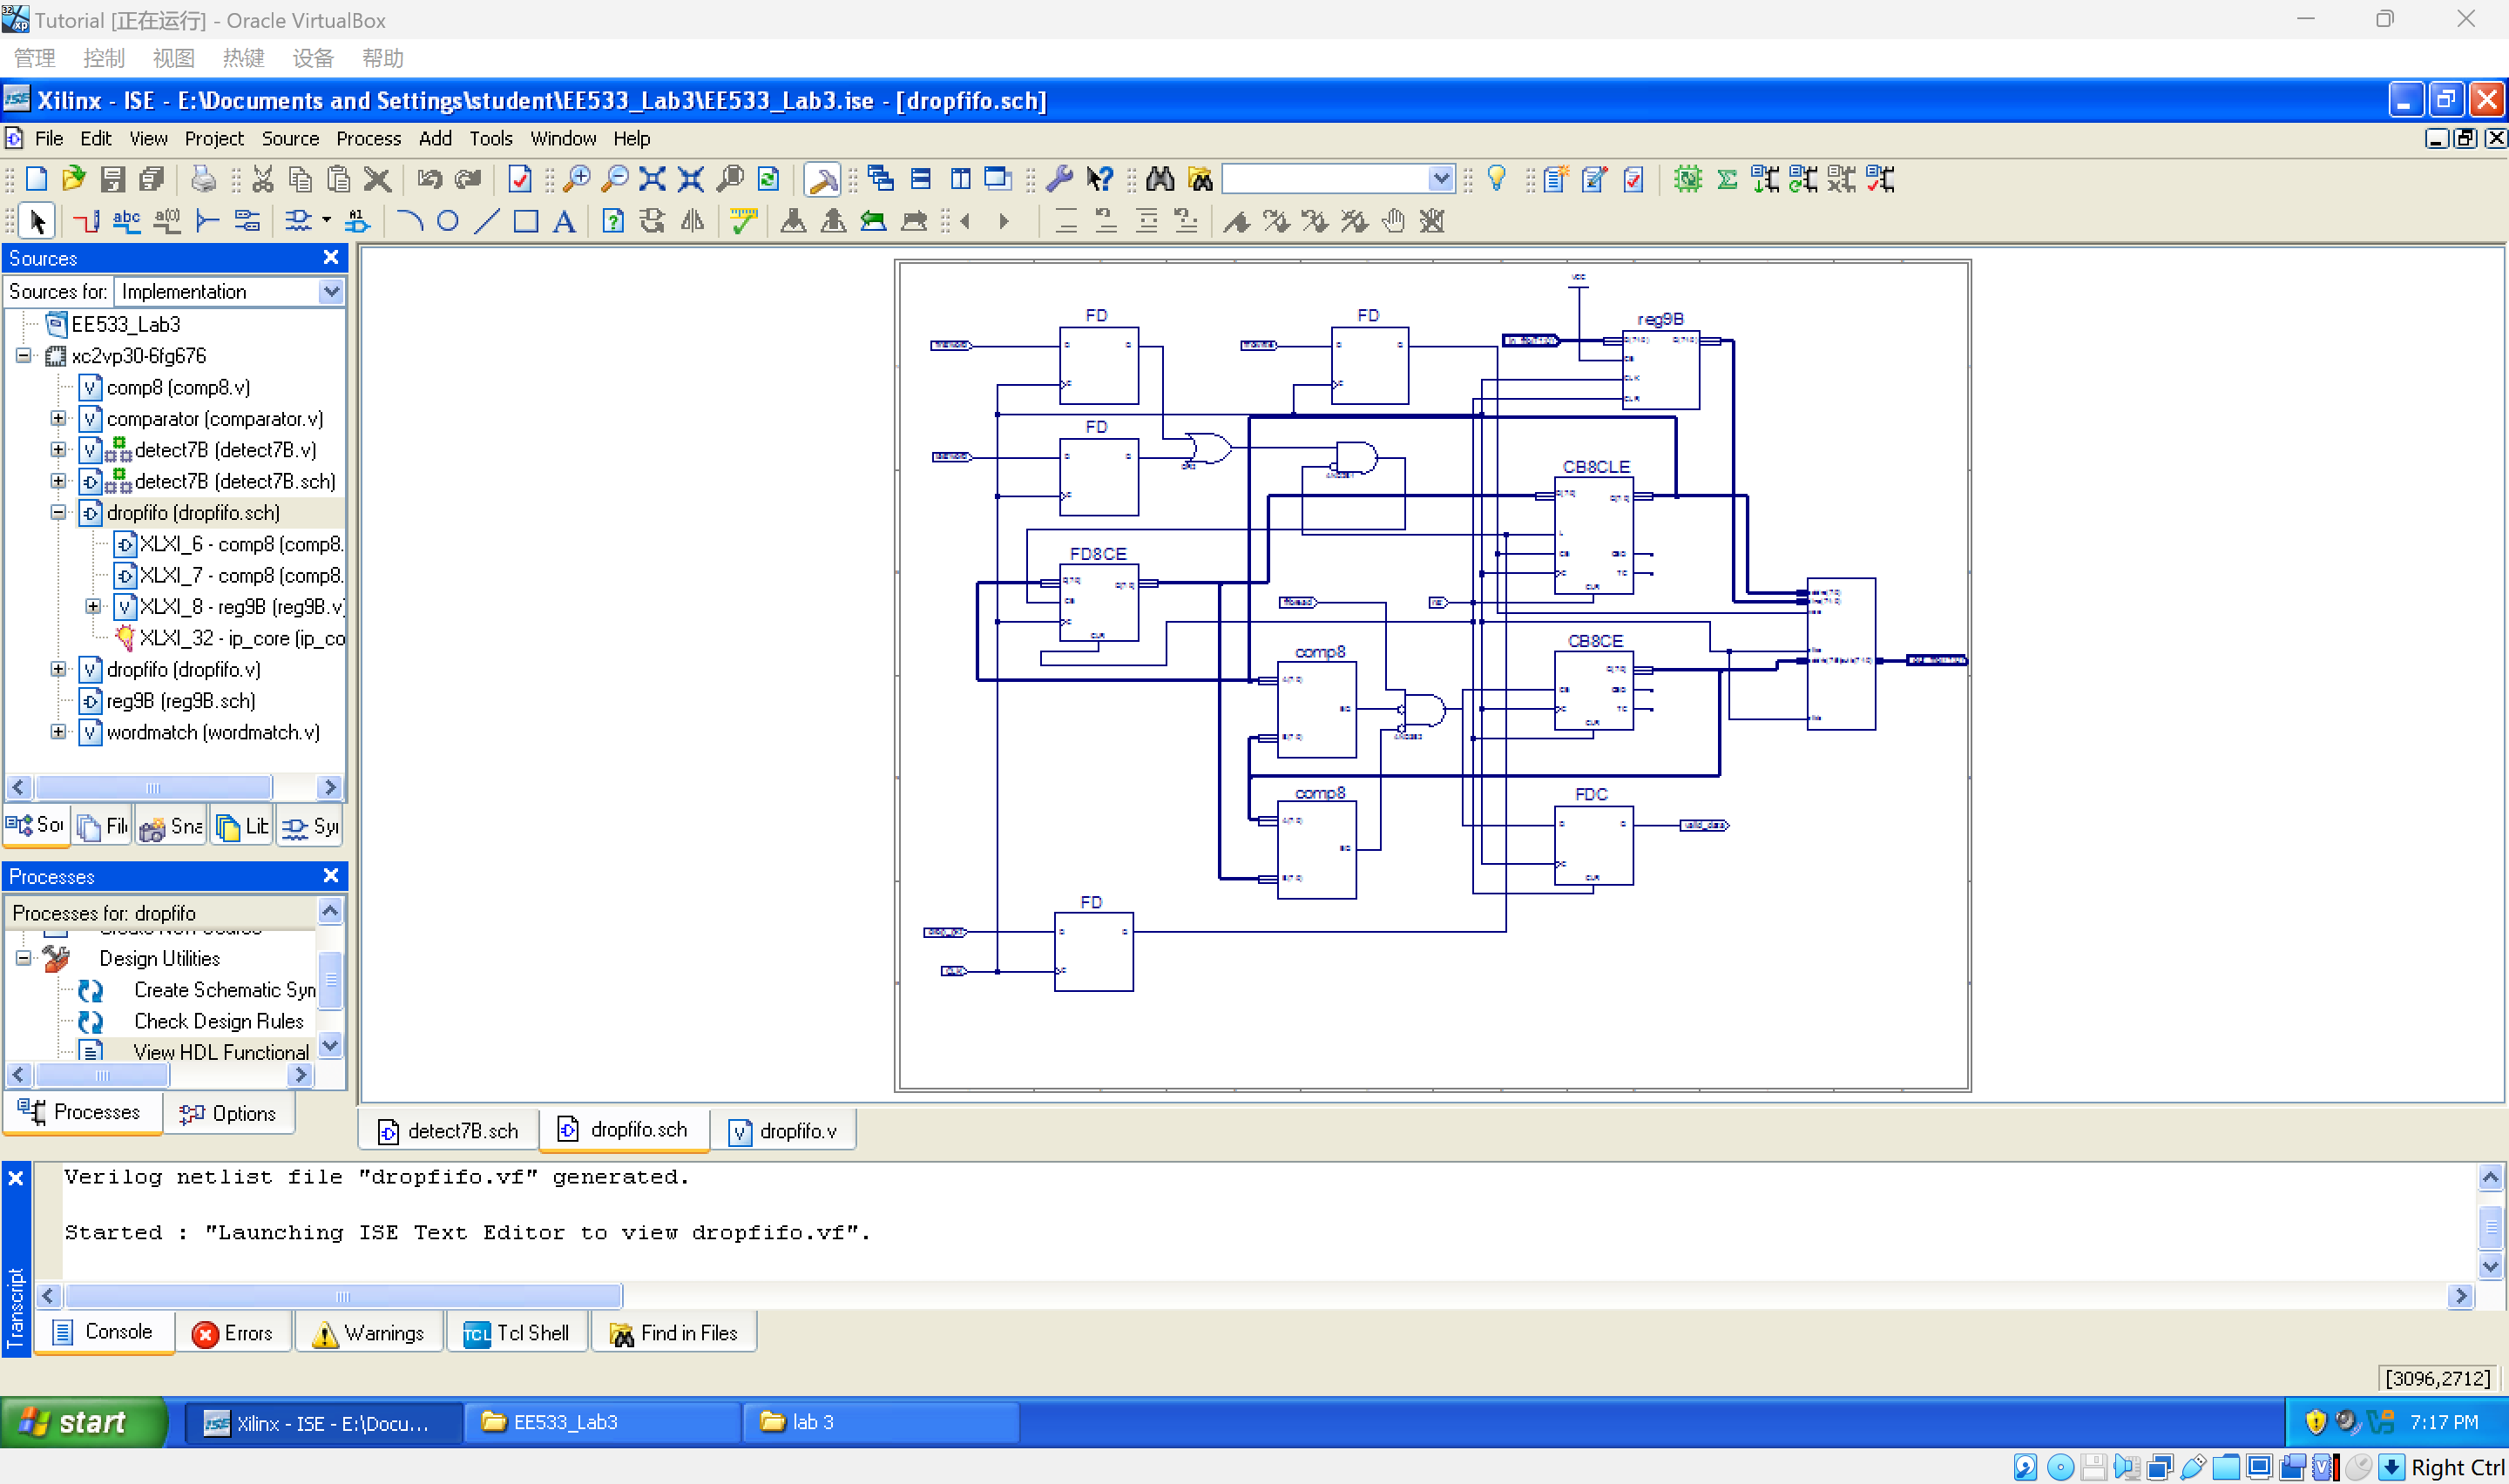 Tutorial [正在运行] - Oracle VirtualBox
管理 控制 视图 热键 设备 帮助
Xilinx - ISE - E:\Documents and Settings\student\EE533_Lab3\EE533_Lab3.ise - [dropfifo.sch]
File Edit View Project Source Process Add Tools Window Help
Sources
Sources for: Implementation
EE533_Lab3
xc2vp30-6fg676
comp8 (comp8.v)
comparator (comparator.v)
detect7B (detect7B.v)
detect7B (detect7B.sch)
dropfifo (dropfifo.sch)
XLXI_6 - comp8 (comp8.
XLXI_7 - comp8 (comp8.
XLXI_8 - reg9B (reg9B.v)
XLXI_32 - ip_core (ip_co
dropfifo (dropfifo.v)
reg9B (reg9B.sch)
wordmatch (wordmatch.v)
Processes
Processes for: dropfifo
Design Utilities
Create Schematic Sym
Check Design Rules
View HDL Functional
Processes Options
VCC
FD
FD
reg9B
FD
CB8CLE
FD8CE
comp8
CB8CE
comp8
FDC
valid_data
FD
CLK
detect7B.sch dropfifo.sch dropfifo.v
Verilog netlist file "dropfifo.vf" generated.
Started : "Launching ISE Text Editor to view dropfifo.vf".
Transcript
Console Errors Warnings Tcl Shell Find in Files
[3096,2712]
start Xilinx - ISE - E:\Docu... EE533_Lab3 lab 3 7:17 PM
Right Ctrl